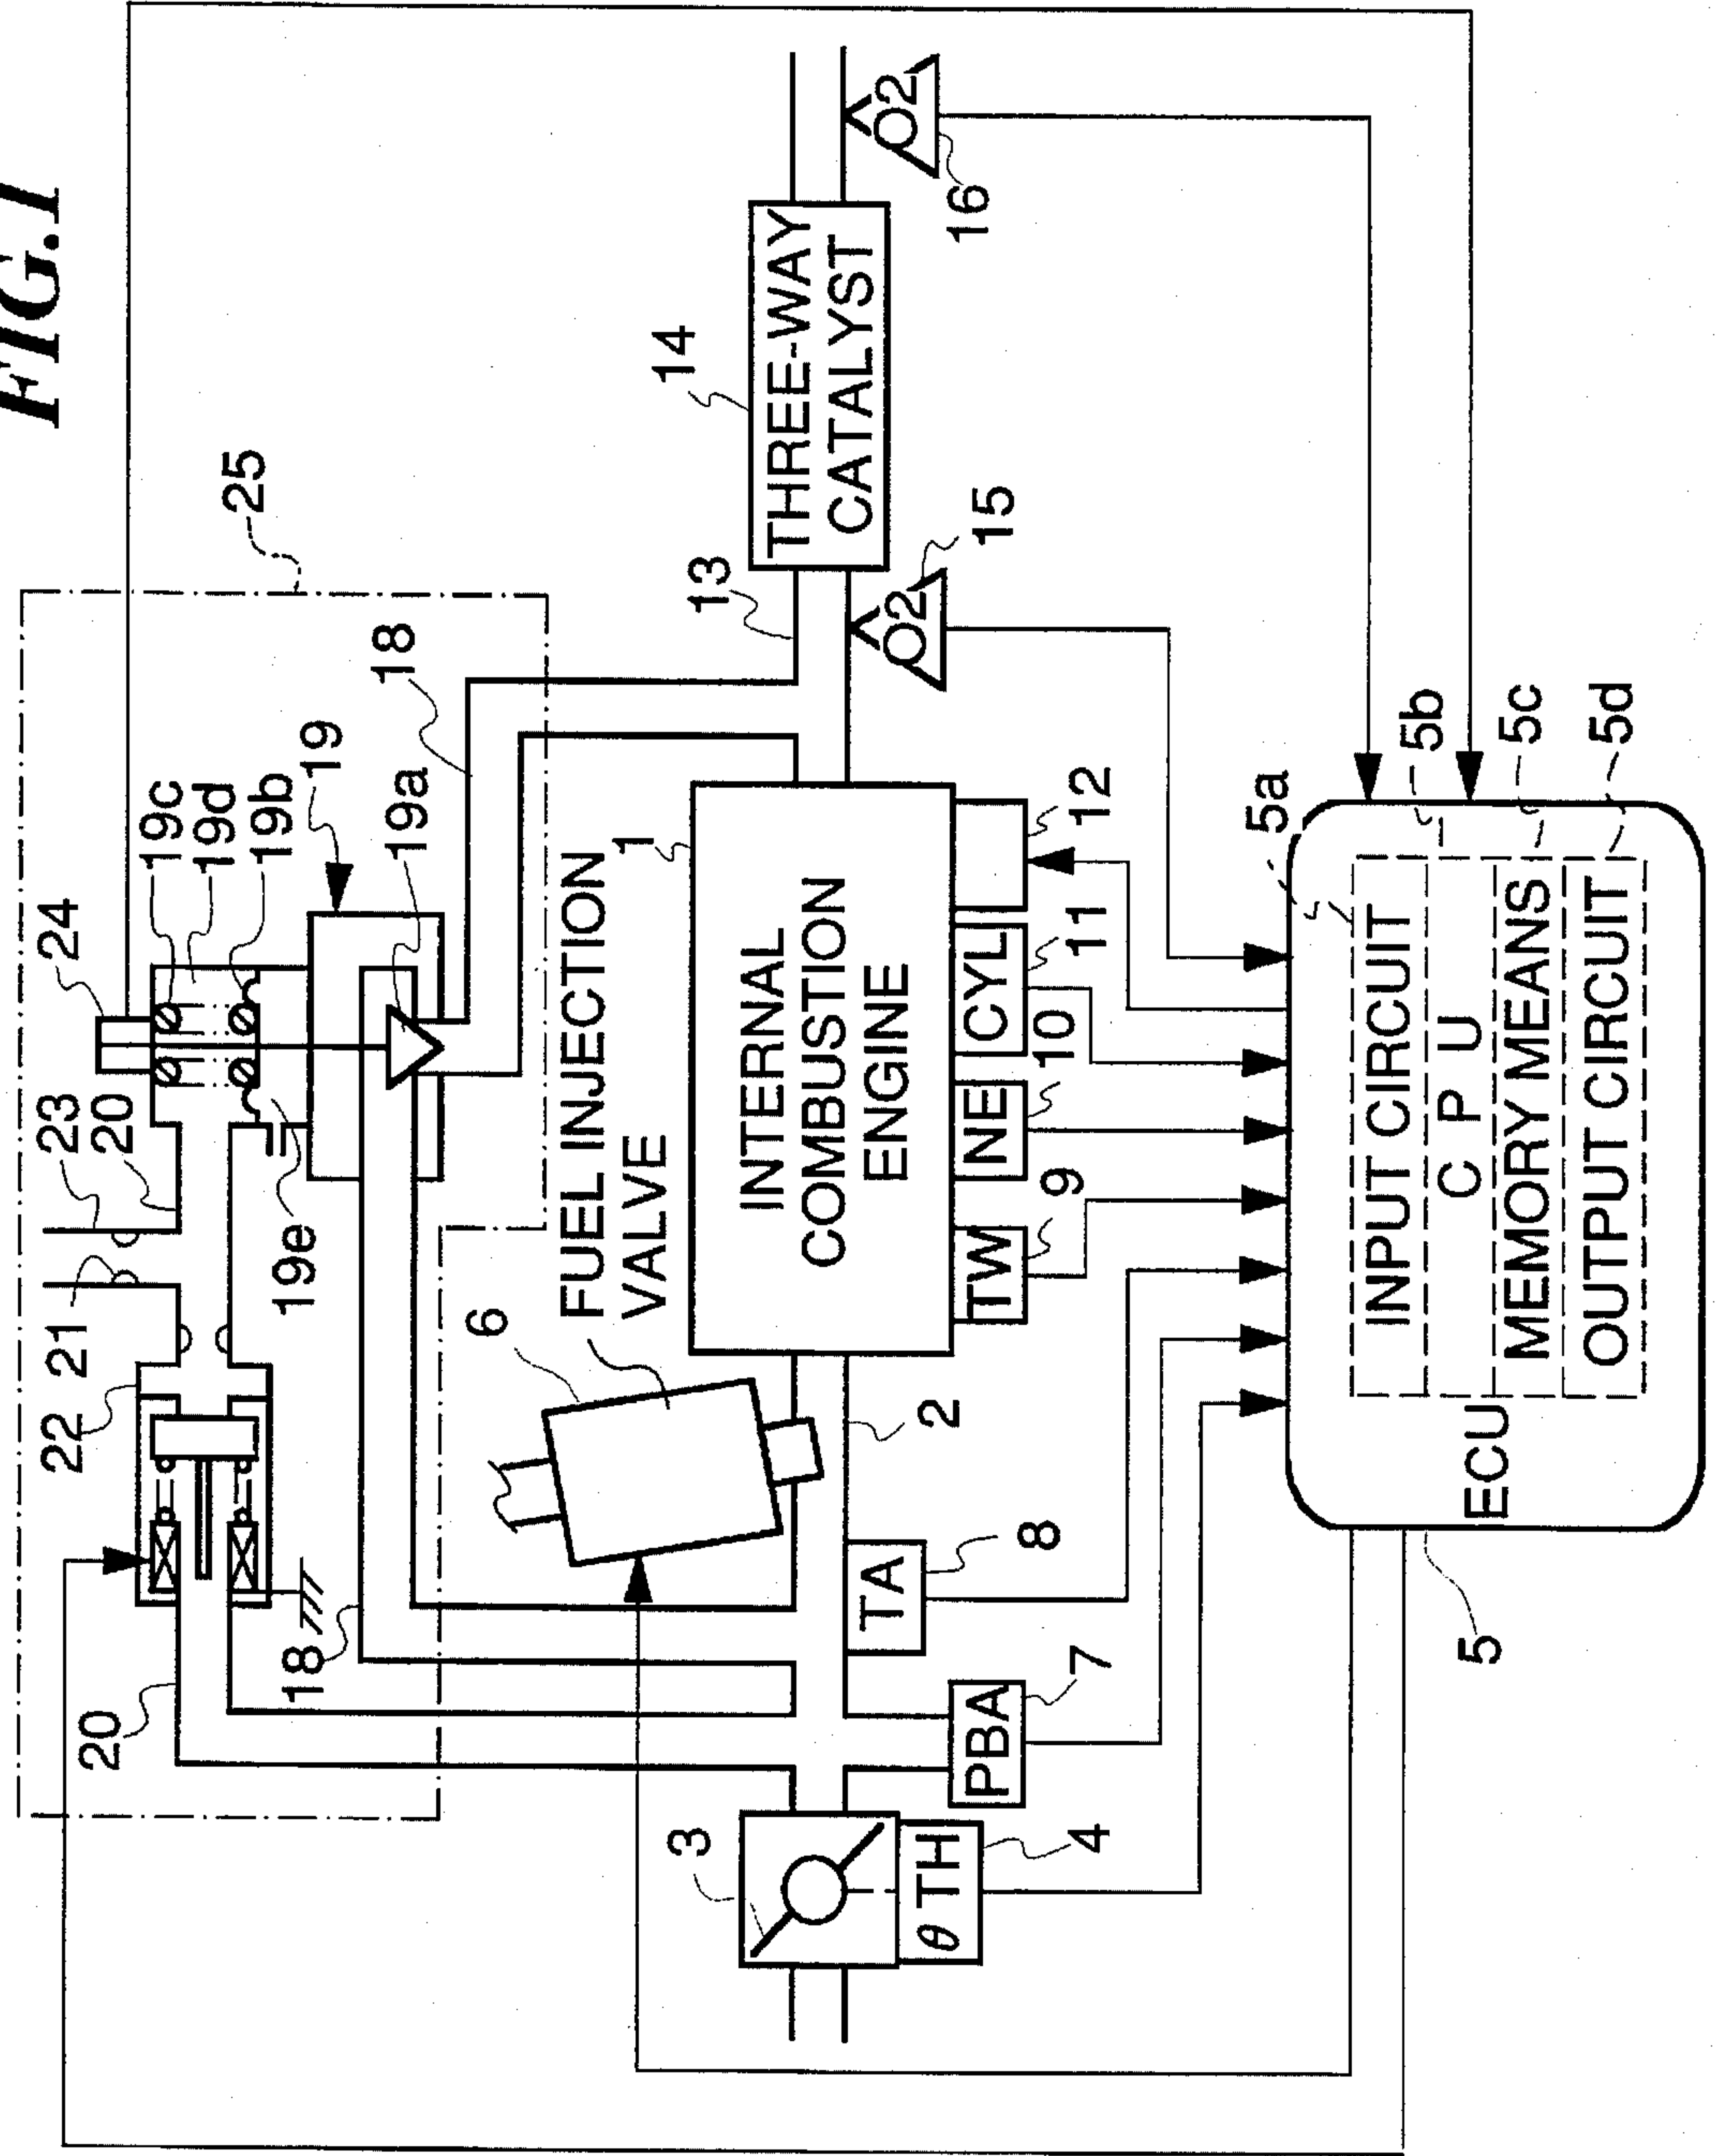 FIG.1
25
24
19c
19d
19b
19
19a
18
23
20
21
22
19e
18
20
FUEL INJECTION
VALVE
6
1
INTERNAL
COMBUSTION
ENGINE
2
13
14
THREE-WAY
CATALYST
O2
15
O2
16
3
θ TH
4
PBA
7
TA
8
TW
9
NE
10
CYL
11
12
5a
5b
5c
5d
INPUT CIRCUIT
C P U
MEMORY MEANS
OUTPUT CIRCUIT
ECU
5